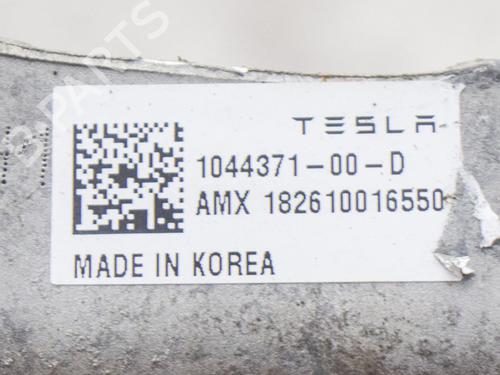 B-PARTS
TESLA
1044371-00-D
AMX 182610016550
MADE IN KOREA